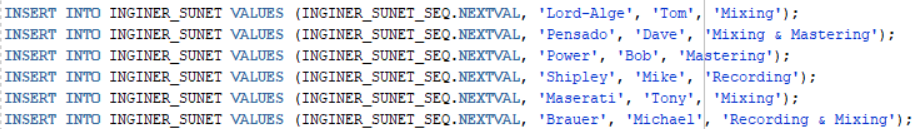 INSERT INTO INGINER_SUNET VALUES (INGINER_SUNET_SEQ.NEXTVAL, 'Lord-Alge', 'Tom', 'Mixing');
INSERT INTO INGINER_SUNET VALUES (INGINER_SUNET_SEQ.NEXTVAL, 'Pensado', 'Dave', 'Mixing & Mastering');
INSERT INTO INGINER_SUNET VALUES (INGINER_SUNET_SEQ.NEXTVAL, 'Power', 'Bob', 'Mastering');
INSERT INTO INGINER_SUNET VALUES (INGINER_SUNET_SEQ.NEXTVAL, 'Shipley', 'Mike', 'Recording');
INSERT INTO INGINER_SUNET VALUES (INGINER_SUNET_SEQ.NEXTVAL, 'Maserati', 'Tony', 'Mixing');
INSERT INTO INGINER_SUNET VALUES (INGINER_SUNET_SEQ.NEXTVAL, 'Brauer', 'Michael', 'Recording & Mixing');